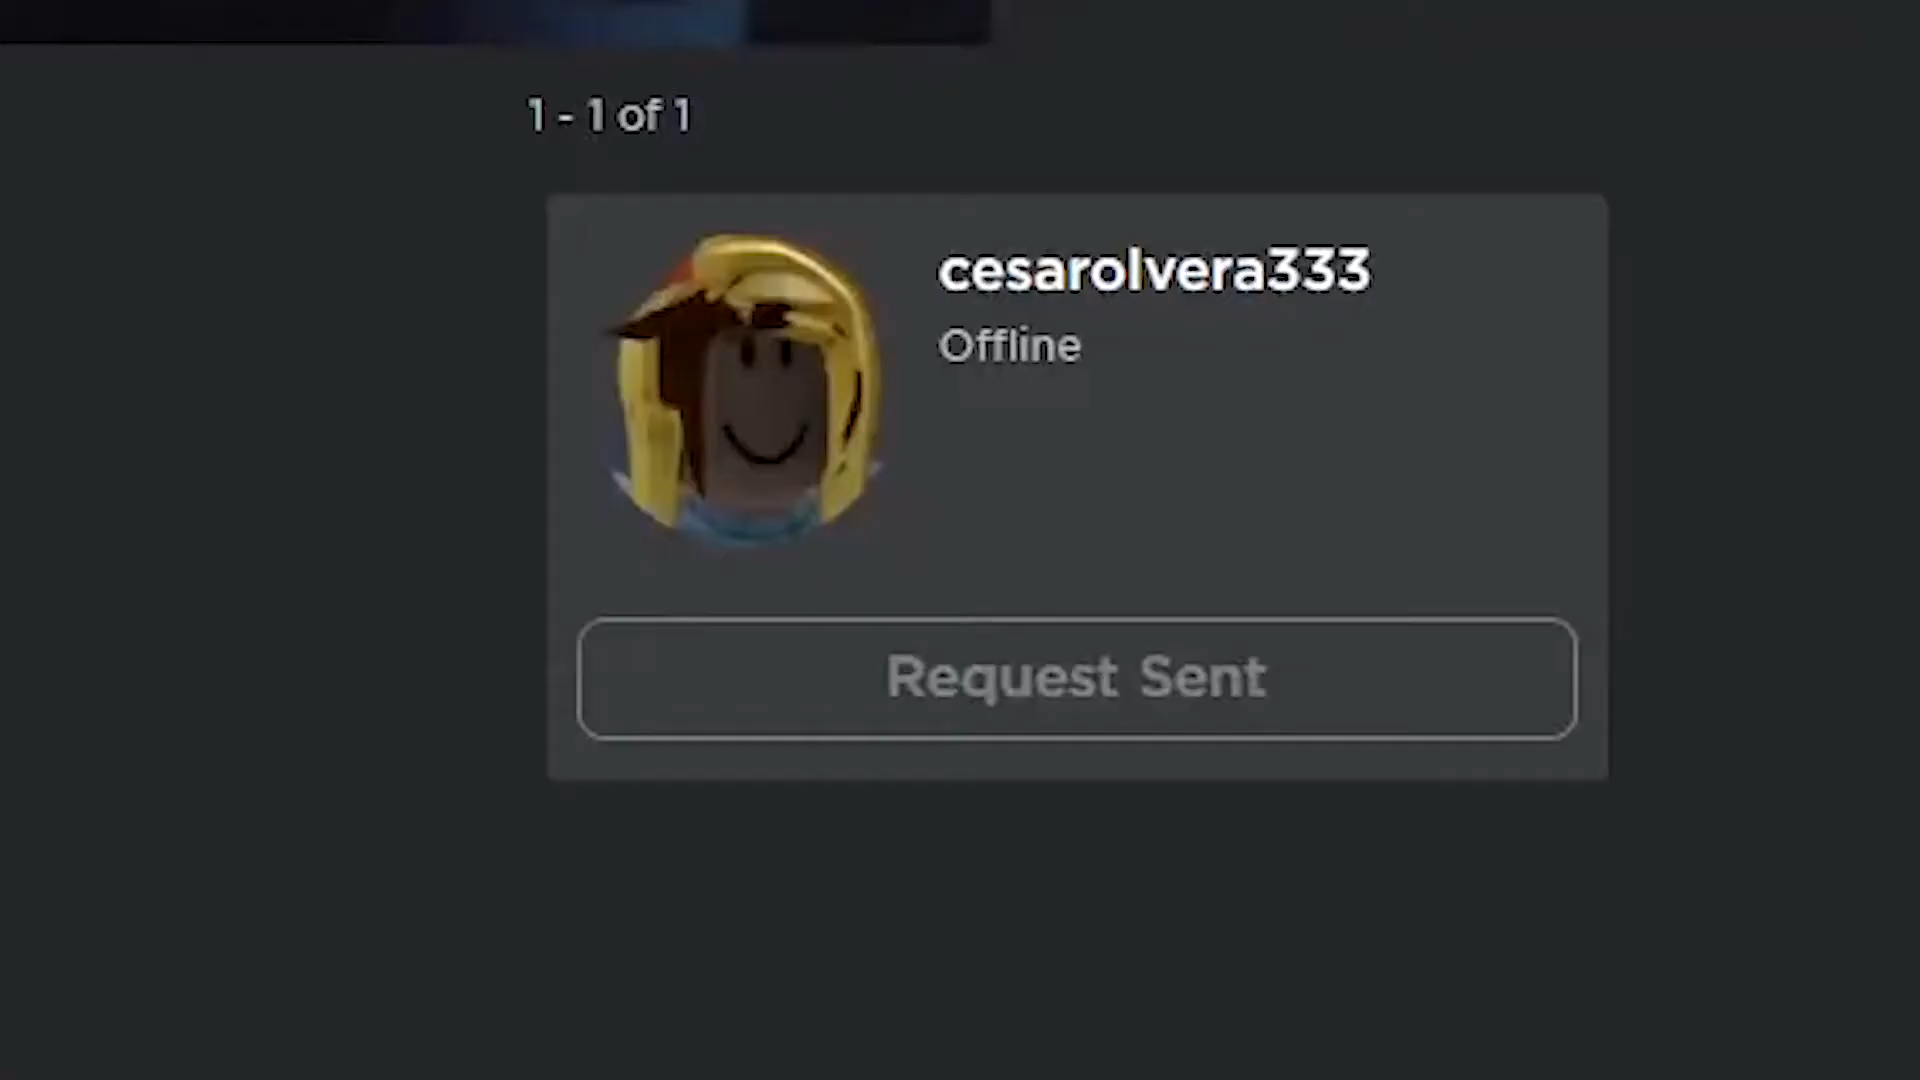 1 - 1 of 1
cesarolvera333
Offline
Request Sent